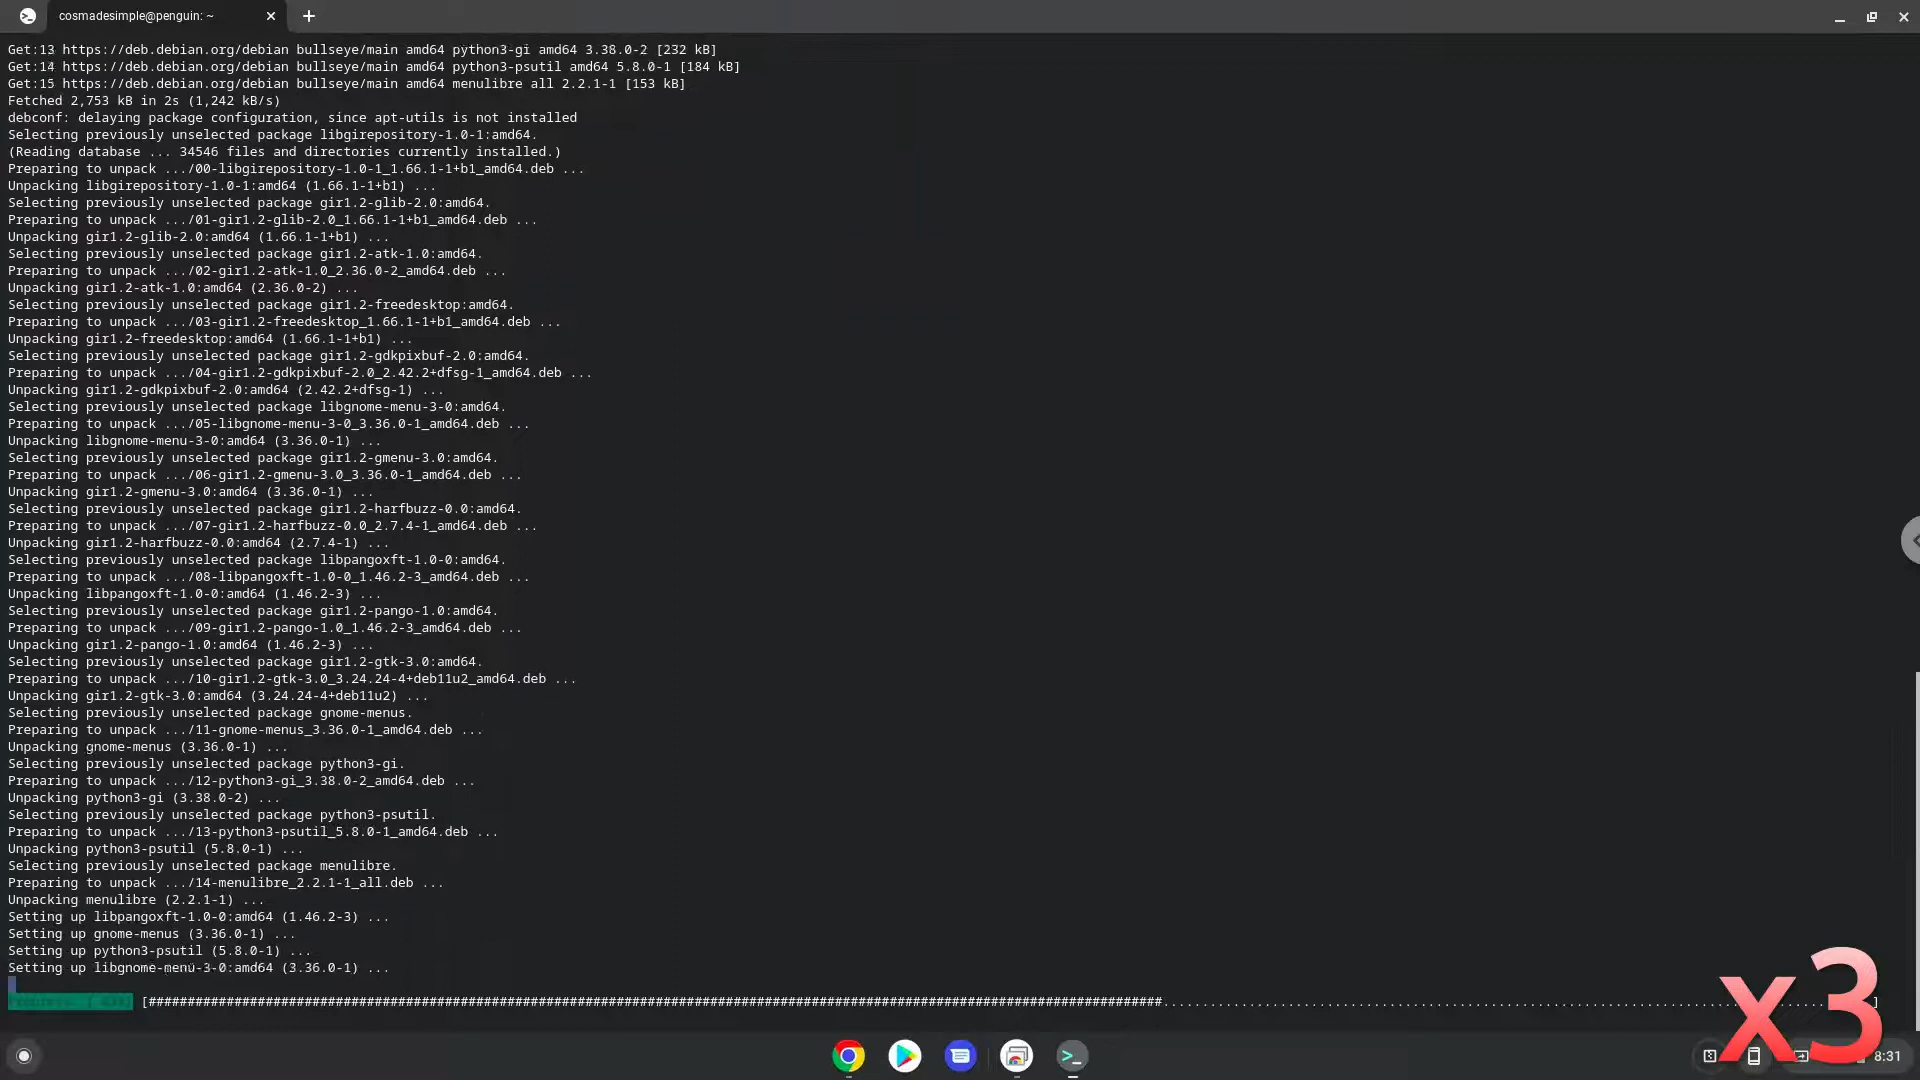 cosmadesimple@penguin: ~
Get:13 https://deb.debian.org/debian bullseye/main amd64 python3-gi amd64 3.38.0-2 [232 kB]
Get:14 https://deb.debian.org/debian bullseye/main amd64 python3-psutil amd64 5.8.0-1 [184 kB]
Get:15 https://deb.debian.org/debian bullseye/main amd64 menulibre all 2.2.1-1 [153 kB]
Fetched 2,753 kB in 2s (1,242 kB/s)
debconf: delaying package configuration, since apt-utils is not installed
Selecting previously unselected package libgirepository-1.0-1:amd64.
(Reading database ... 34546 files and directories currently installed.)
Preparing to unpack .../00-libgirepository-1.0-1_1.66.1-1+b1_amd64.deb ...
Unpacking libgirepository-1.0-1:amd64 (1.66.1-1+b1) ...
Selecting previously unselected package gir1.2-glib-2.0:amd64.
Preparing to unpack .../01-gir1.2-glib-2.0_1.66.1-1+b1_amd64.deb ...
Unpacking gir1.2-glib-2.0:amd64 (1.66.1-1+b1) ...
Selecting previously unselected package gir1.2-atk-1.0:amd64.
Preparing to unpack .../02-gir1.2-atk-1.0_2.36.0-2_amd64.deb ...
Unpacking gir1.2-atk-1.0:amd64 (2.36.0-2) ...
Selecting previously unselected package gir1.2-freedesktop:amd64.
Preparing to unpack .../03-gir1.2-freedesktop_1.66.1-1+b1_amd64.deb ...
Unpacking gir1.2-freedesktop:amd64 (1.66.1-1+b1) ...
Selecting previously unselected package gir1.2-gdkpixbuf-2.0:amd64.
Preparing to unpack .../04-gir1.2-gdkpixbuf-2.0_2.42.2+dfsg-1_amd64.deb ...
Unpacking gir1.2-gdkpixbuf-2.0:amd64 (2.42.2+dfsg-1) ...
Selecting previously unselected package libgnome-menu-3-0:amd64.
Preparing to unpack .../05-libgnome-menu-3-0_3.36.0-1_amd64.deb ...
Unpacking libgnome-menu-3-0:amd64 (3.36.0-1) ...
Selecting previously unselected package gir1.2-gmenu-3.0:amd64.
Preparing to unpack .../06-gir1.2-gmenu-3.0_3.36.0-1_amd64.deb ...
Unpacking gir1.2-gmenu-3.0:amd64 (3.36.0-1) ...
Selecting previously unselected package gir1.2-harfbuzz-0.0:amd64.
Preparing to unpack .../07-gir1.2-harfbuzz-0.0_2.7.4-1_amd64.deb ...
Unpacking gir1.2-harfbuzz-0.0:amd64 (2.7.4-1) ...
Selecting previously unselected package libpangoxft-1.0-0:amd64.
Preparing to unpack .../08-libpangoxft-1.0-0_1.46.2-3_amd64.deb ...
Unpacking libpangoxft-1.0-0:amd64 (1.46.2-3) ...
Selecting previously unselected package gir1.2-pango-1.0:amd64.
Preparing to unpack .../09-gir1.2-pango-1.0_1.46.2-3_amd64.deb ...
Unpacking gir1.2-pango-1.0:amd64 (1.46.2-3) ...
Selecting previously unselected package gir1.2-gtk-3.0:amd64.
Preparing to unpack .../10-gir1.2-gtk-3.0_3.24.24-4+deb11u2_amd64.deb ...
Unpacking gir1.2-gtk-3.0:amd64 (3.24.24-4+deb11u2) ...
Selecting previously unselected package gnome-menus.
Preparing to unpack .../11-gnome-menus_3.36.0-1_amd64.deb ...
Unpacking gnome-menus (3.36.0-1) ...
Selecting previously unselected package python3-gi.
Preparing to unpack .../12-python3-gi_3.38.0-2_amd64.deb ...
Unpacking python3-gi (3.38.0-2) ...
Selecting previously unselected package python3-psutil.
Preparing to unpack .../13-python3-psutil_5.8.0-1_amd64.deb ...
Unpacking python3-psutil (5.8.0-1) ...
Selecting previously unselected package menulibre.
Preparing to unpack .../14-menulibre_2.2.1-1_all.deb ...
Unpacking menulibre (2.2.1-1) ...
Setting up libpangoxft-1.0-0:amd64 (1.46.2-3) ...
Setting up gnome-menus (3.36.0-1) ...
Setting up python3-psutil (5.8.0-1) ...
Setting up libgnome-menu-3-0:amd64 (3.36.0-1) ...
x3
8:31